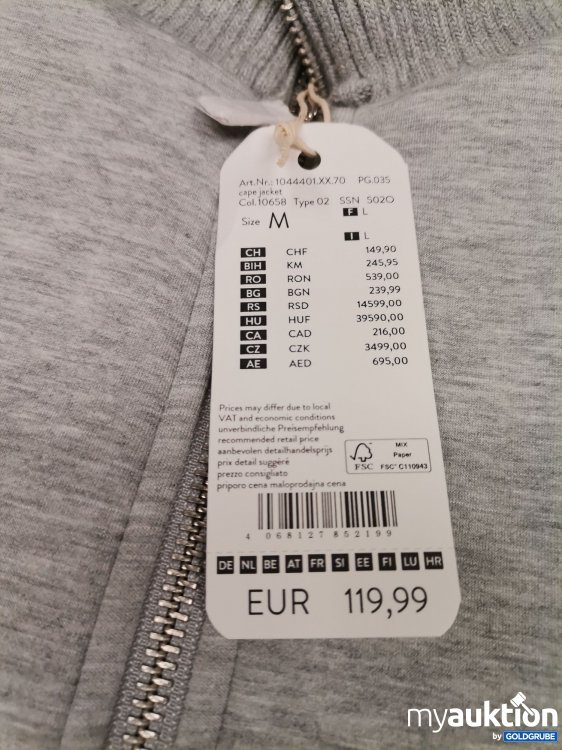 Art.Nr.: 1044401.XX.70 PG.035
cape jacket
Col.10658 Type 02 SSN 502O
Size M F L
I L
CH CHF 149,90
BIH KM 245,95
RO RON 539,00
BG BGN 239,99
RS RSD 14599,00
HU HUF 39590,00
CA CAD 216,00
CZ CZK 3499,00
AE AED 695,00
Prices may differ due to local
VAT and economic conditions
unverbindliche Preisempfehlung
recommended retail price
aanbevolen detailhandelsprijs
prix detail suggéré
prezzo consigliato
priporo cena maloprodajna cena
FSC
MIX
Paper
FSC® C110943
4 068127 852199
DE NL BE AT FR SI EE FI LU HR
EUR 119,99
myauktion
by GOLDGRUBE